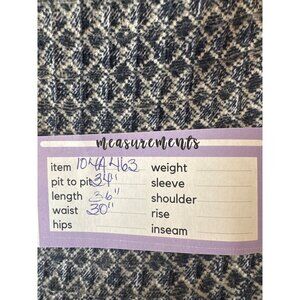 measurements
item 104A463 weight
pit to pit 34" sleeve
length 36" shoulder
waist 30" rise
hips inseam